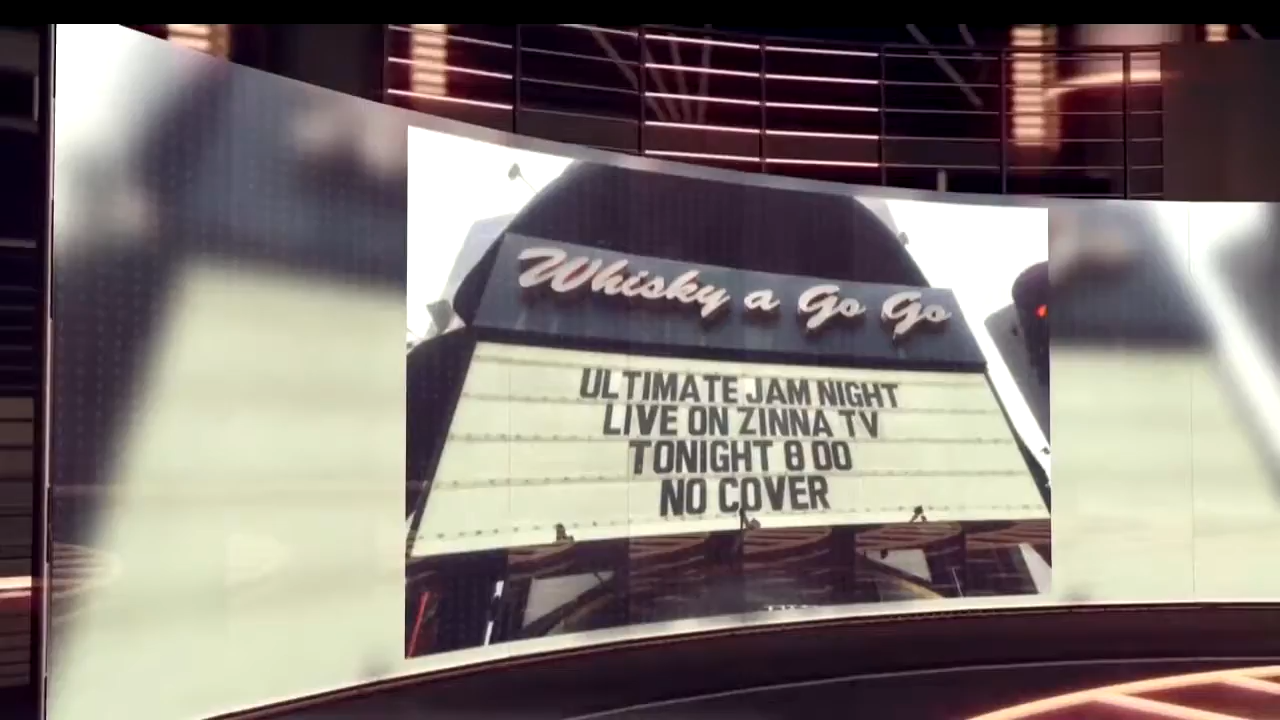 Whisky a Go Go
ULTIMATE JAM NIGHT
LIVE ON ZINNA TV
TONIGHT 8 00
NO COVER